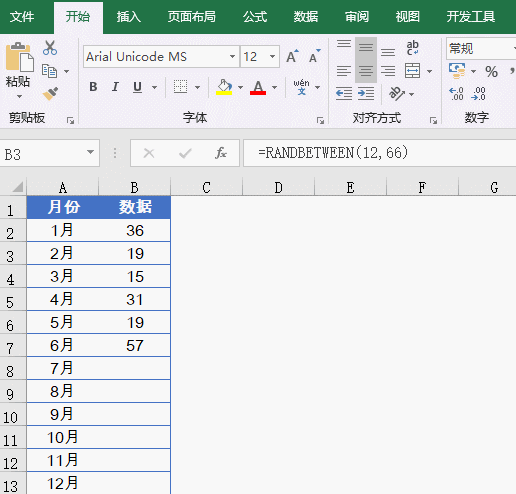 文件 开始 插入 页面布局 公式 数据 审阅 视图 开发工具
Arial Unicode MS 12 A A ab c 常规
粘贴 B I U A wén 文 % ,
剪贴板 字体 对齐方式 数字
B3 fx =RANDBETWEEN(12,66)
A B C D E F G
1 月份 数据
2 1月 36
3 2月 19
4 3月 15
5 4月 31
6 5月 19
7 6月 57
8 7月
9 8月
10 9月
11 10月
12 11月
13 12月